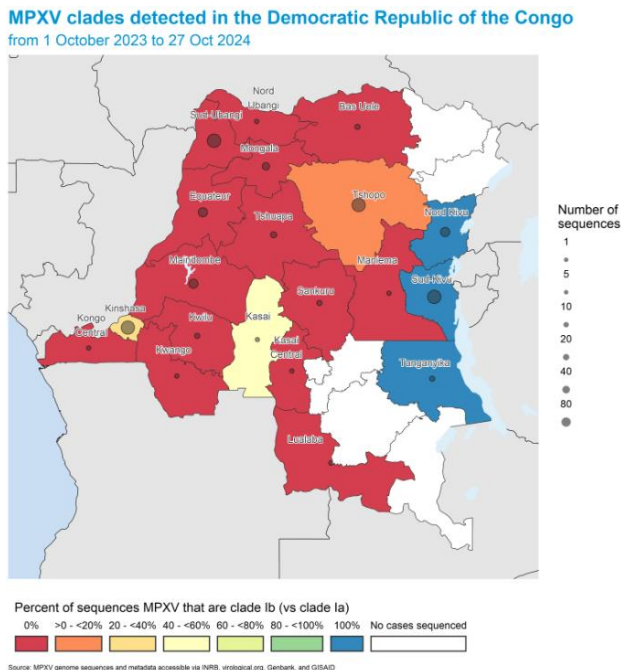 MPXV clades detected in the Democratic Republic of the Congo
from 1 October 2023 to 27 Oct 2024
Nord
Ubangi
Sud-Ubangi
Bas Uele
Mongala
Equateur
Tshopo
Tshuapa
Nord Kivu
Maindombe
Maniema
Sud-Kivu
Sankuru
Kinshasa
Kongo
Central
Kwilu
Kasai
Kwango
Kasai
Central
Tanganyika
Lualaba
Number of
sequences
1
5
10
20
40
80
Percent of sequences MPXV that are clade Ib (vs clade Ia)
0% >0 - <20% 20 - <40% 40 - <60% 60 - <80% 80 - <100% 100% No cases sequenced
Source: MPXV genome sequences and metadata accessible via INRB, virological.org, Genbank, and GISAID